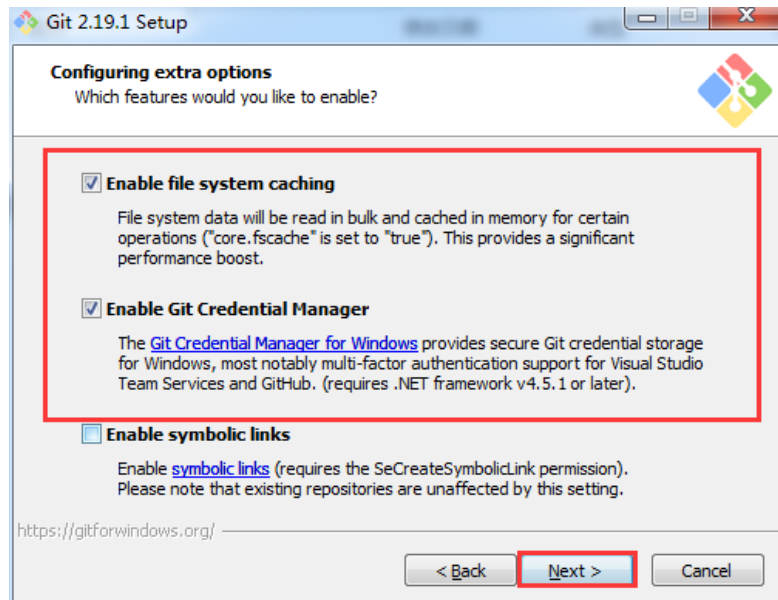 Git 2.19.1 Setup
Configuring extra options
Which features would you like to enable?
Enable file system caching
File system data will be read in bulk and cached in memory for certain
operations ("core.fscache" is set to "true"). This provides a significant
performance boost.
Enable Git Credential Manager
The Git Credential Manager for Windows provides secure Git credential storage
for Windows, most notably multi-factor authentication support for Visual Studio
Team Services and GitHub. (requires .NET framework v4.5.1 or later).
Enable symbolic links
Enable symbolic links (requires the SeCreateSymbolicLink permission).
Please note that existing repositories are unaffected by this setting.
https://gitforwindows.org/
< Back Next > Cancel